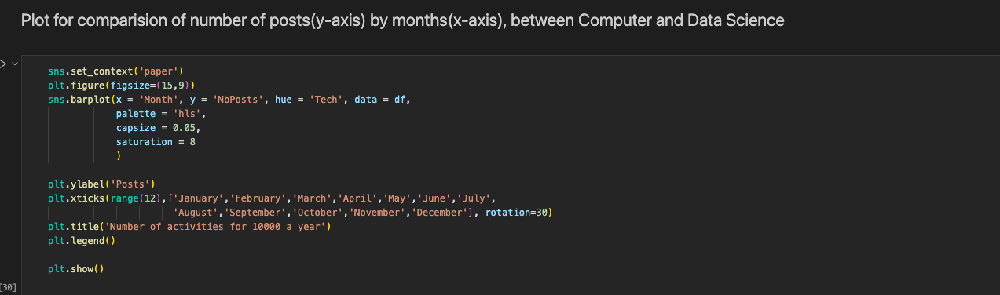 Plot for comparision of number of posts(y-axis) by months(x-axis), between Computer and Data Science
sns.set_context('paper')
plt.figure(figsize=(15,9))
sns.barplot(x = 'Month', y = 'NbPosts', hue = 'Tech', data = df,
palette = 'hls',
capsize = 0.05,
saturation = 8
)
plt.ylabel('Posts')
plt.xticks(range(12),['January','February','March','April','May','June','July',
'August','September','October','November','December'], rotation=30)
plt.title('Number of activities for 10000 a year')
plt.legend()
plt.show()
[30]